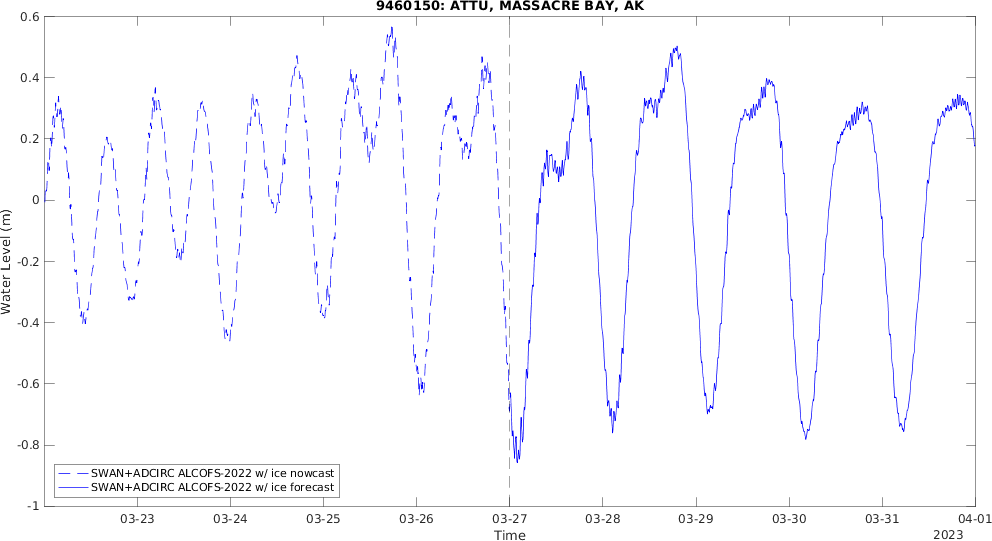 9460150: ATTU, MASSACRE BAY, AK
Water Level (m)
0.6
0.4
0.2
0
-0.2
-0.4
-0.6
-0.8
-1
SWAN+ADCIRC ALCOFS-2022 w/ ice nowcast
SWAN+ADCIRC ALCOFS-2022 w/ ice forecast
03-23 03-24 03-25 03-26 03-27 03-28 03-29 03-30 03-31 04-01
Time
2023